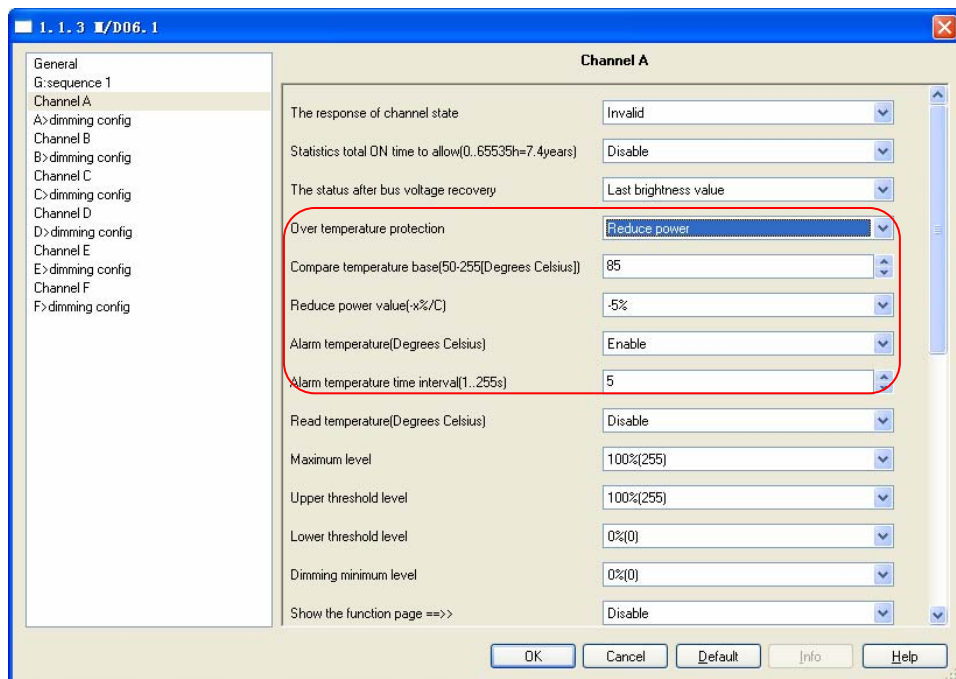 1.1.3 M/D06.1
General
G:sequence 1
Channel A
A>dimming config
Channel B
B>dimming config
Channel C
C>dimming config
Channel D
D>dimming config
Channel E
E>dimming config
Channel F
F>dimming config
Channel A
The response of channel state Invalid
Statistics total ON time to allow(0..65535h=7.4years) Disable
The status after bus voltage recovery Last brightness value
Over temperature protection Reduce power
Compare temperature base(50-255[Degrees Celsius]) 85
Reduce power value(-x%/C) -5%
Alarm temperature(Degrees Celsius) Enable
Alarm temperature time interval(1..255s) 5
Read temperature(Degrees Celsius) Disable
Maximum level 100%(255)
Upper threshold level 100%(255)
Lower threshold level 0%(0)
Dimming minimum level 0%(0)
Show the function page ==>> Disable
OK Cancel Default Info Help